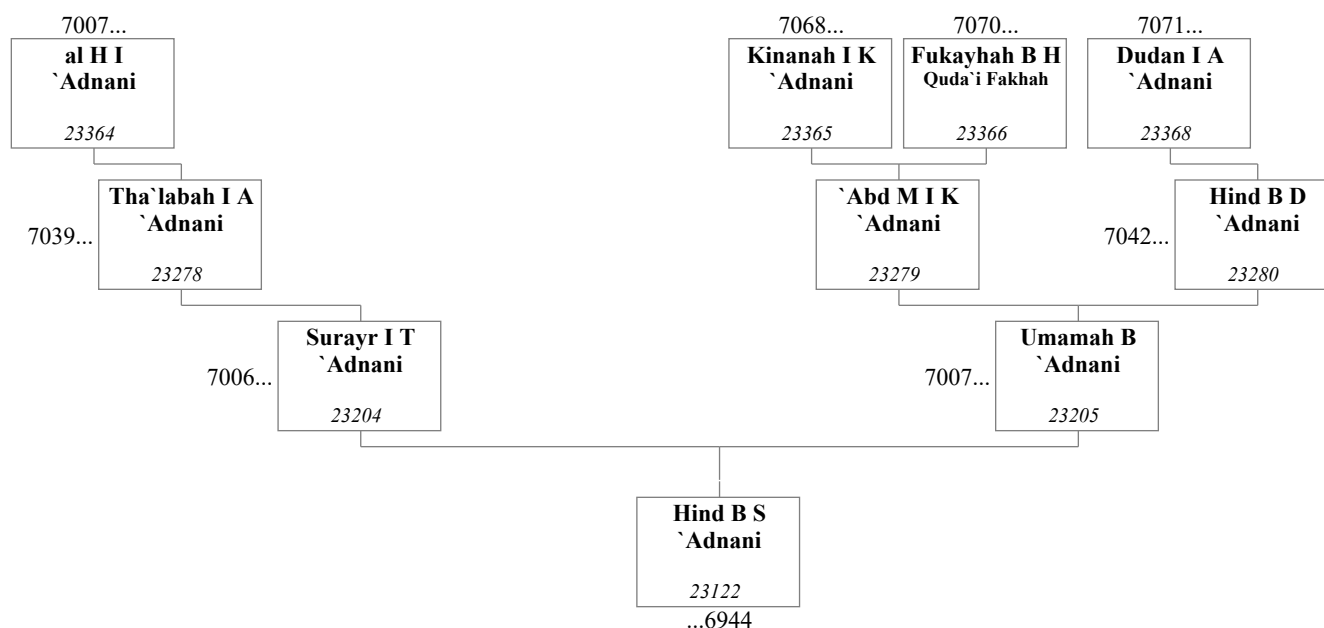 7007...
al H I
`Adnani
23364
7068...
Kinanah I K
`Adnani
23365
7070...
Fukayhah B H
Quda`i Fakhah
23366
7071...
Dudan I A
`Adnani
23368
7039...
Tha`labah I A
`Adnani
23278
`Abd M I K
`Adnani
23279
7042...
Hind B D
`Adnani
23280
7006...
Surayr I T
`Adnani
23204
7007...
Umamah B
`Adnani
23205
Hind B S
`Adnani
23122
...6944